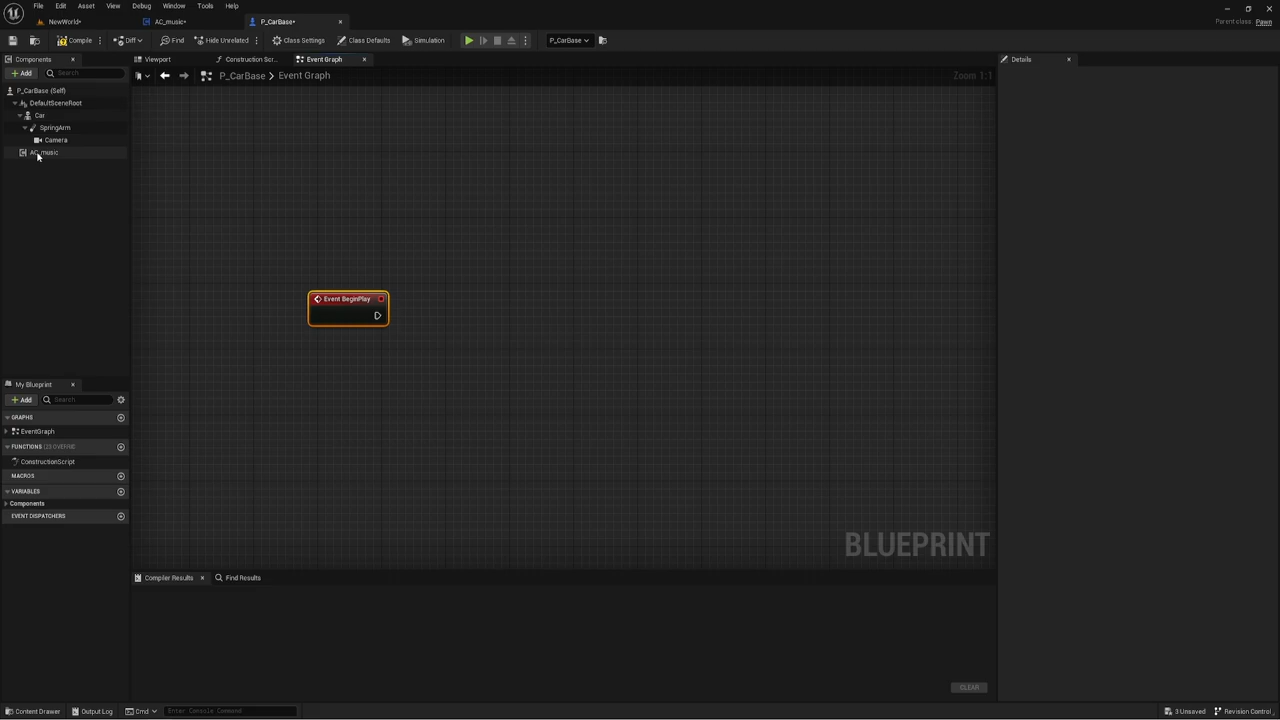 File Edit Asset View Debug Window Tools Help
NewWorld• AC_music• P_CarBase•
Parent class: Pawn
Compile Diff Find Hide Unrelated Class Settings Class Defaults Simulation P_CarBase
Components Viewport Construction Scr... Event Graph Details
Add Search
P_CarBase > Event Graph Zoom 1:1
P_CarBase (Self)
DefaultSceneRoot
Car
SpringArm
Camera
AC_music
Event BeginPlay
My Blueprint
Add Search
GRAPHS
EventGraph
FUNCTIONS (23 OVERRID
ConstructionScript
MACROS
VARIABLES
Components
EVENT DISPATCHERS
BLUEPRINT
Compiler Results Find Results
CLEAR
Content Drawer Output Log Cmd Enter Console Command 3 Unsaved Revision Control